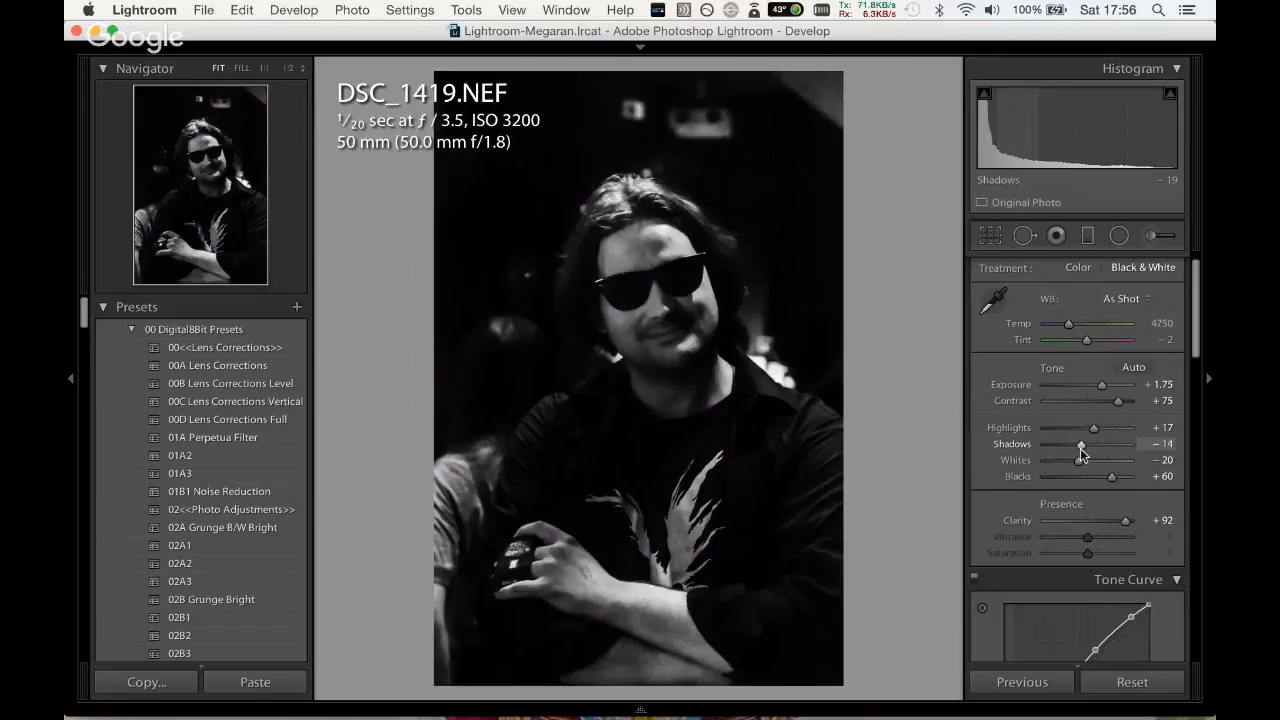 Lightroom File Edit Develop Photo Settings Tools View Window Help 43° Tx: 71.8KB/s Rx: 6.3KB/s 100% Sat 17:56
Google
Lightroom-Megaran.lrcat - Adobe Photoshop Lightroom - Develop
Navigator FIT FILL 1:1 1:2
Presets +
00 Digital8Bit Presets
00<<Lens Corrections>>
00A Lens Corrections
00B Lens Corrections Level
00C Lens Corrections Vertical
00D Lens Corrections Full
01A Perpetua Filter
01A2
01A3
01B1 Noise Reduction
02<<Photo Adjustments>>
02A Grunge B/W Bright
02A1
02A2
02A3
02B Grunge Bright
02B1
02B2
02B3
Copy... Paste
DSC_1419.NEF
1/20 sec at ƒ / 3.5, ISO 3200
50 mm (50.0 mm f/1.8)
Histogram
Shadows - 19
Original Photo
Treatment : Color Black & White
WB: As Shot
Temp 4750
Tint - 2
Tone Auto
Exposure + 1.75
Contrast + 75
Highlights + 17
Shadows - 14
Whites - 20
Blacks + 60
Presence
Clarity + 92
Vibrance 0
Saturation 0
Tone Curve
Previous Reset